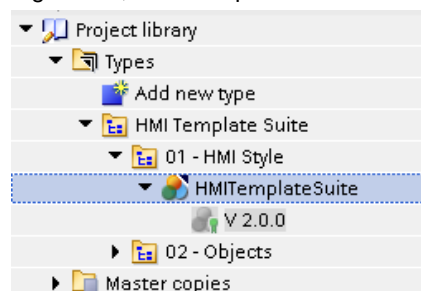 Project library
Types
Add new type
HMI Template Suite
01 - HMI Style
HMITemplateSuite
V 2.0.0
02 - Objects
Master copies